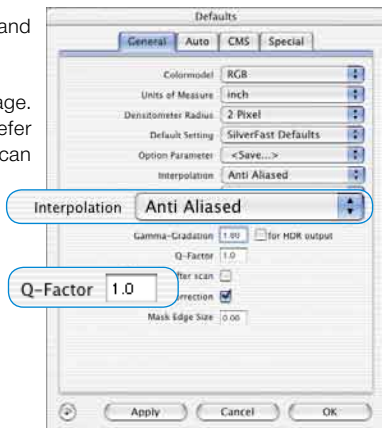 and
age.
efer
can
Defaults
General Auto CMS Special
Colormodel RGB
Units of Measure inch
Densitometer Radius 2 Pixel
Default Setting SilverFast Defaults
Option Parameter <Save...>
Interpolation Anti Aliased
Interpolation Anti Aliased
Gamma-Gradation 1.00 for HDR output
Q-Factor 1.0
Q-Factor 1.0
fter scan
rrection
Mask Edge Size 0.00
Apply Cancel OK